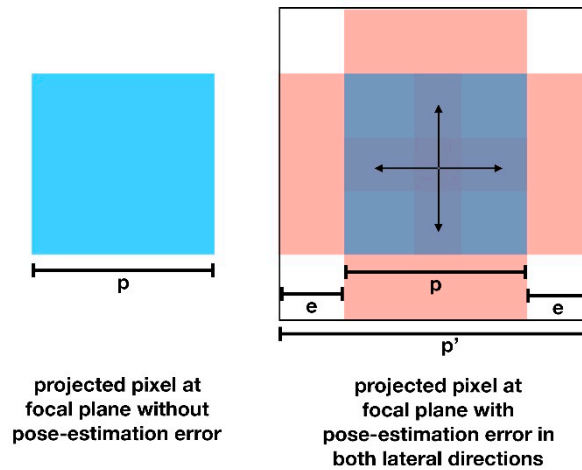 p
p
e
e
p'
projected pixel at
focal plane without
pose-estimation error
projected pixel at
focal plane with
pose-estimation error in
both lateral directions